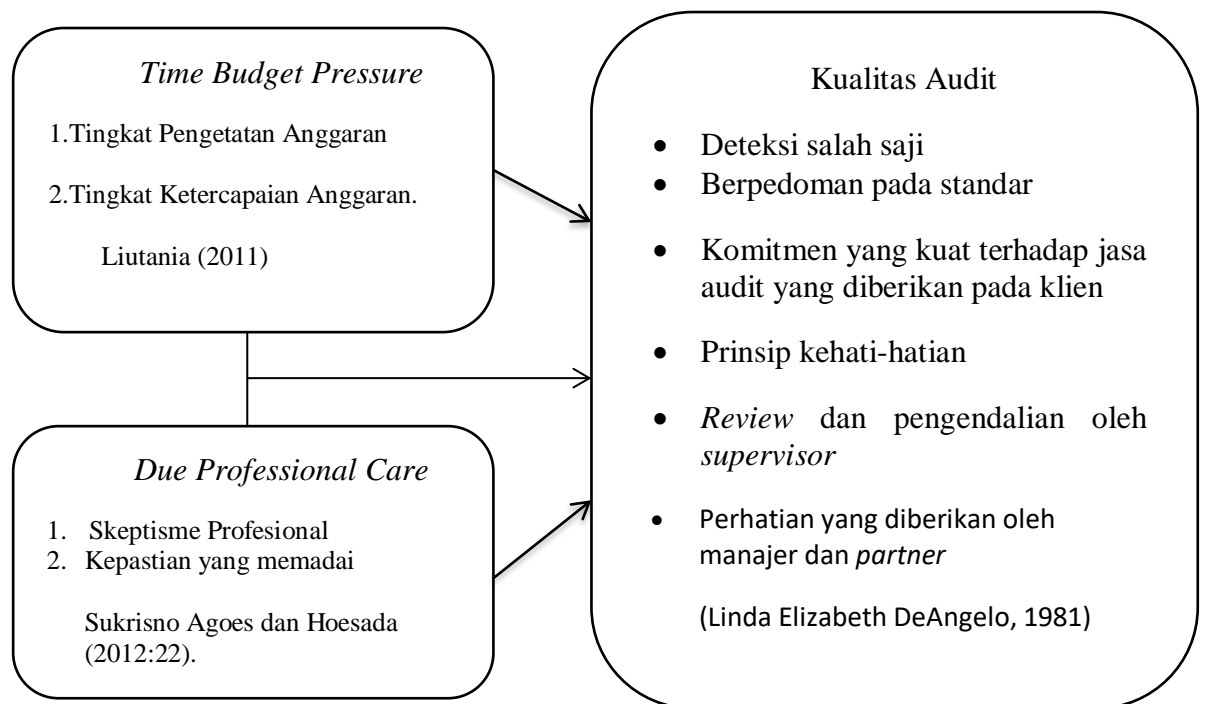 Time Budget Pressure
1.Tingkat Pengetatan Anggaran
2.Tingkat Ketercapaian Anggaran.
Liutania (2011)
Due Professional Care
1. Skeptisme Profesional
2. Kepastian yang memadai
Sukrisno Agoes dan Hoesada
(2012:22).
Kualitas Audit
• Deteksi salah saji
• Berpedoman pada standar
• Komitmen yang kuat terhadap jasa
audit yang diberikan pada klien
• Prinsip kehati-hatian
• Review dan pengendalian oleh
supervisor
• Perhatian yang diberikan oleh
manajer dan partner
(Linda Elizabeth DeAngelo, 1981)